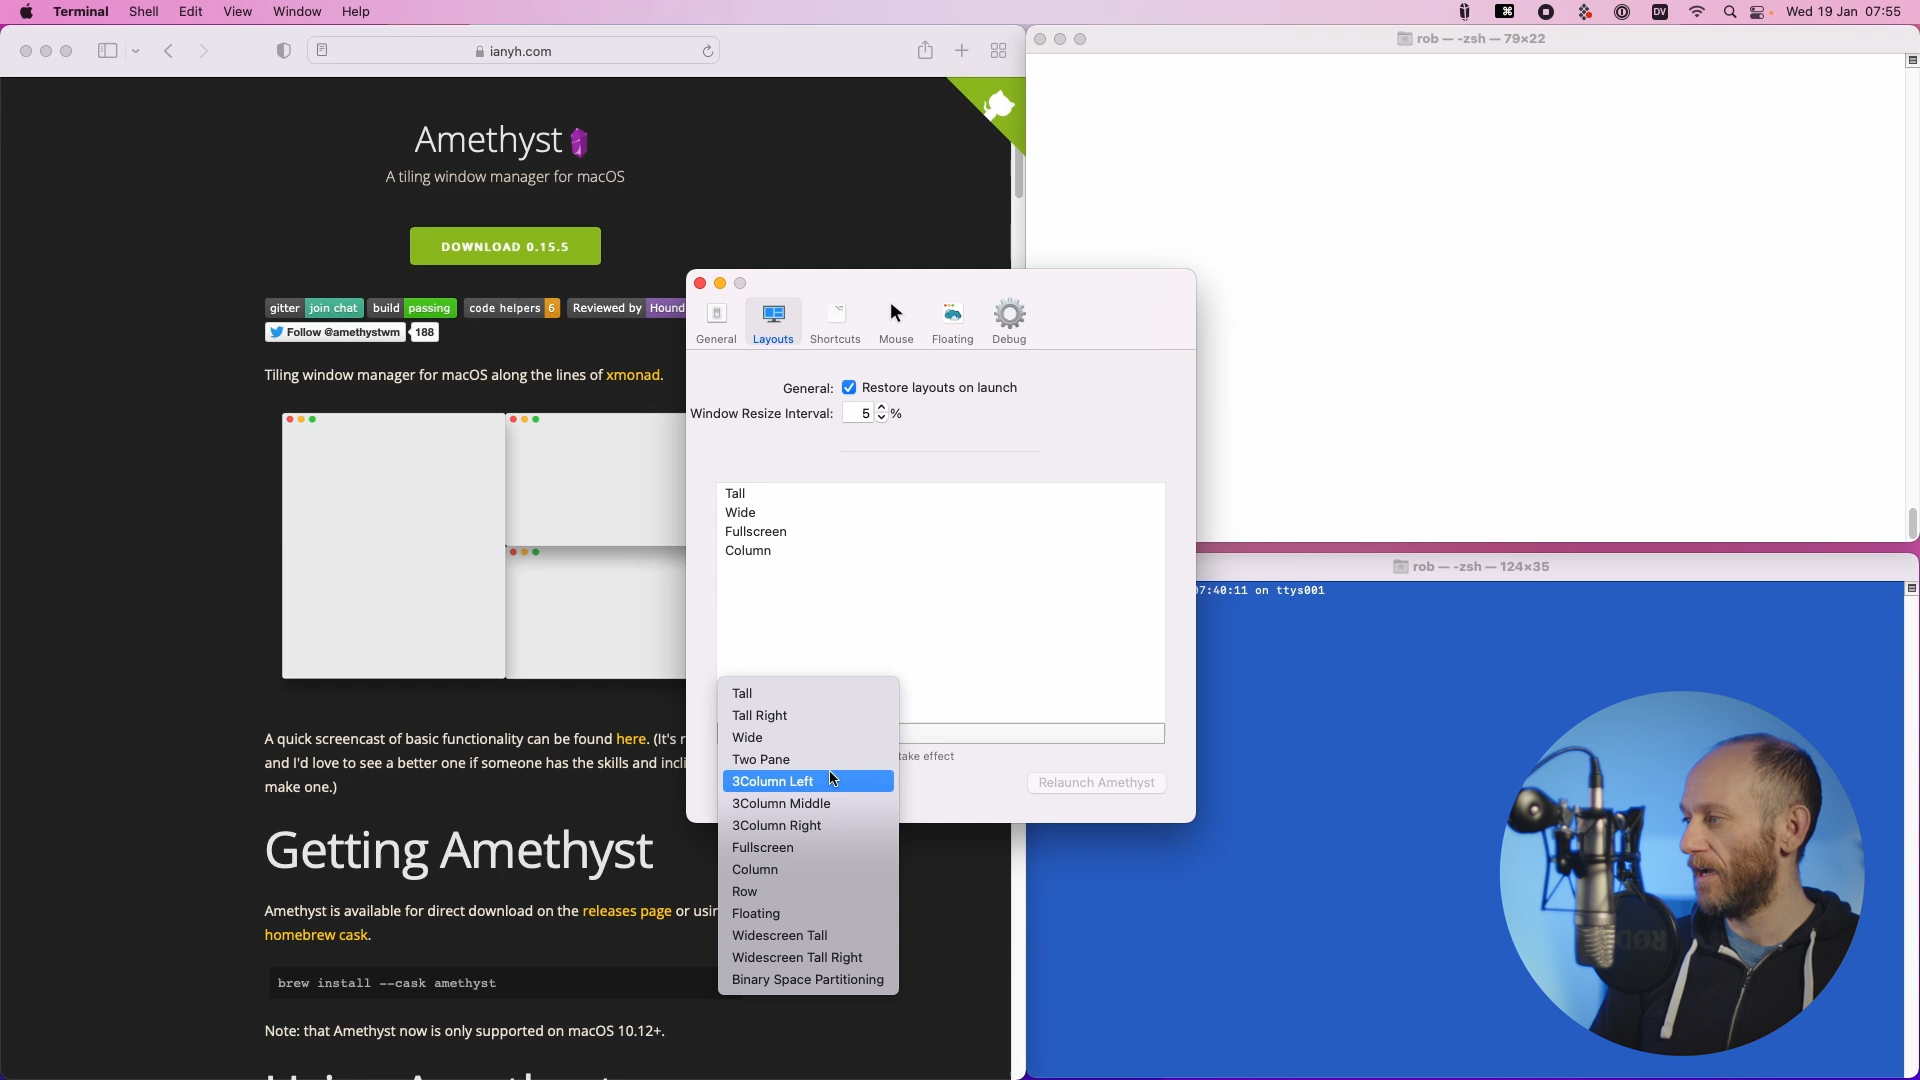 Terminal Shell Edit View Window Help
DV
Wed 19 Jan 07:55
ianyh.com
Amethyst
A tiling window manager for macOS
DOWNLOAD 0.15.5
gitter join chat build passing code helpers 6 Reviewed by Hound
Follow @amethystwm 188
Tiling window manager for macOS along the lines of xmonad.
A quick screencast of basic functionality can be found here. (It's r
and I'd love to see a better one if someone has the skills and incli
make one.)
Getting Amethyst
Amethyst is available for direct download on the releases page or usin
homebrew cask.
brew install --cask amethyst
Note: that Amethyst now is only supported on macOS 10.12+.
General Layouts Shortcuts Mouse Floating Debug
General: Restore layouts on launch
Window Resize Interval: 5 %
Tall
Wide
Fullscreen
Column
take effect
Relaunch Amethyst
Tall
Tall Right
Wide
Two Pane
3Column Left
3Column Middle
3Column Right
Fullscreen
Column
Row
Floating
Widescreen Tall
Widescreen Tall Right
Binary Space Partitioning
rob — -zsh — 79×22
rob — -zsh — 124×35
07:40:11 on ttys001
RØDE